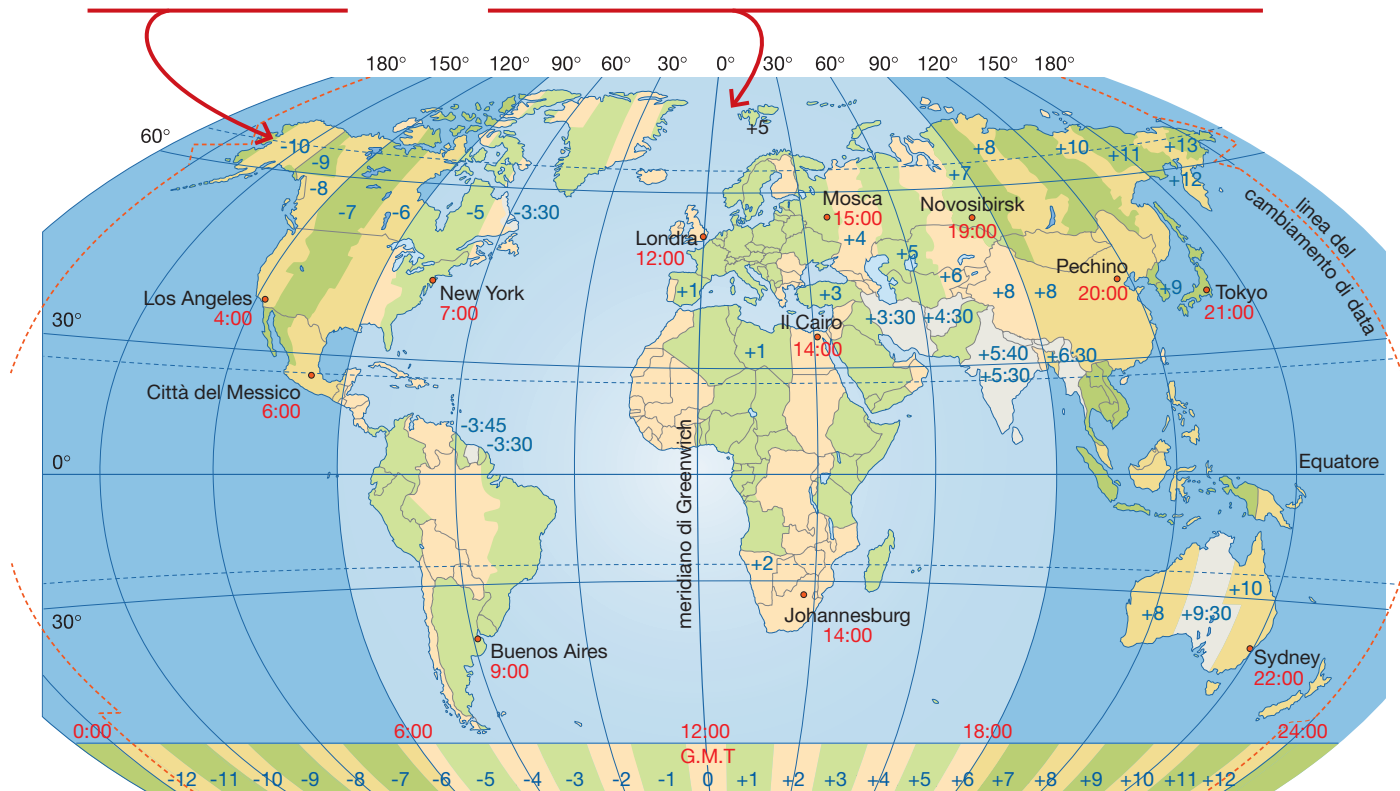 180° 150° 120° 90° 60° 30° 0° 30° 60° 90° 120° 150° 180°
60°
+5
-10
-9
-8
-7
-6
-5
-3:30
+8
+10
+11
+13
+12
+7
Mosca
15:00
Novosibirsk
19:00
linea del
cambiamento di data
Londra
12:00
+4
+5
+6
Pechino
20:00
+8
+8
+9
Tokyo
21:00
Los Angeles
4:00
New York
7:00
+1
+3
+3:30
+4:30
30°
Il Cairo
14:00
+1
+5:40
+5:30
+6:30
Città del Messico
6:00
-3:45
-3:30
meridiano di Greenwich
0°
Equatore
+2
+10
+8
+9:30
30°
Johannesburg
14:00
Buenos Aires
9:00
Sydney
22:00
0:00 6:00 12:00 18:00 24:00
G.M.T
-12 -11 -10 -9 -8 -7 -6 -5 -4 -3 -2 -1 0 +1 +2 +3 +4 +5 +6 +7 +8 +9 +10 +11 +12